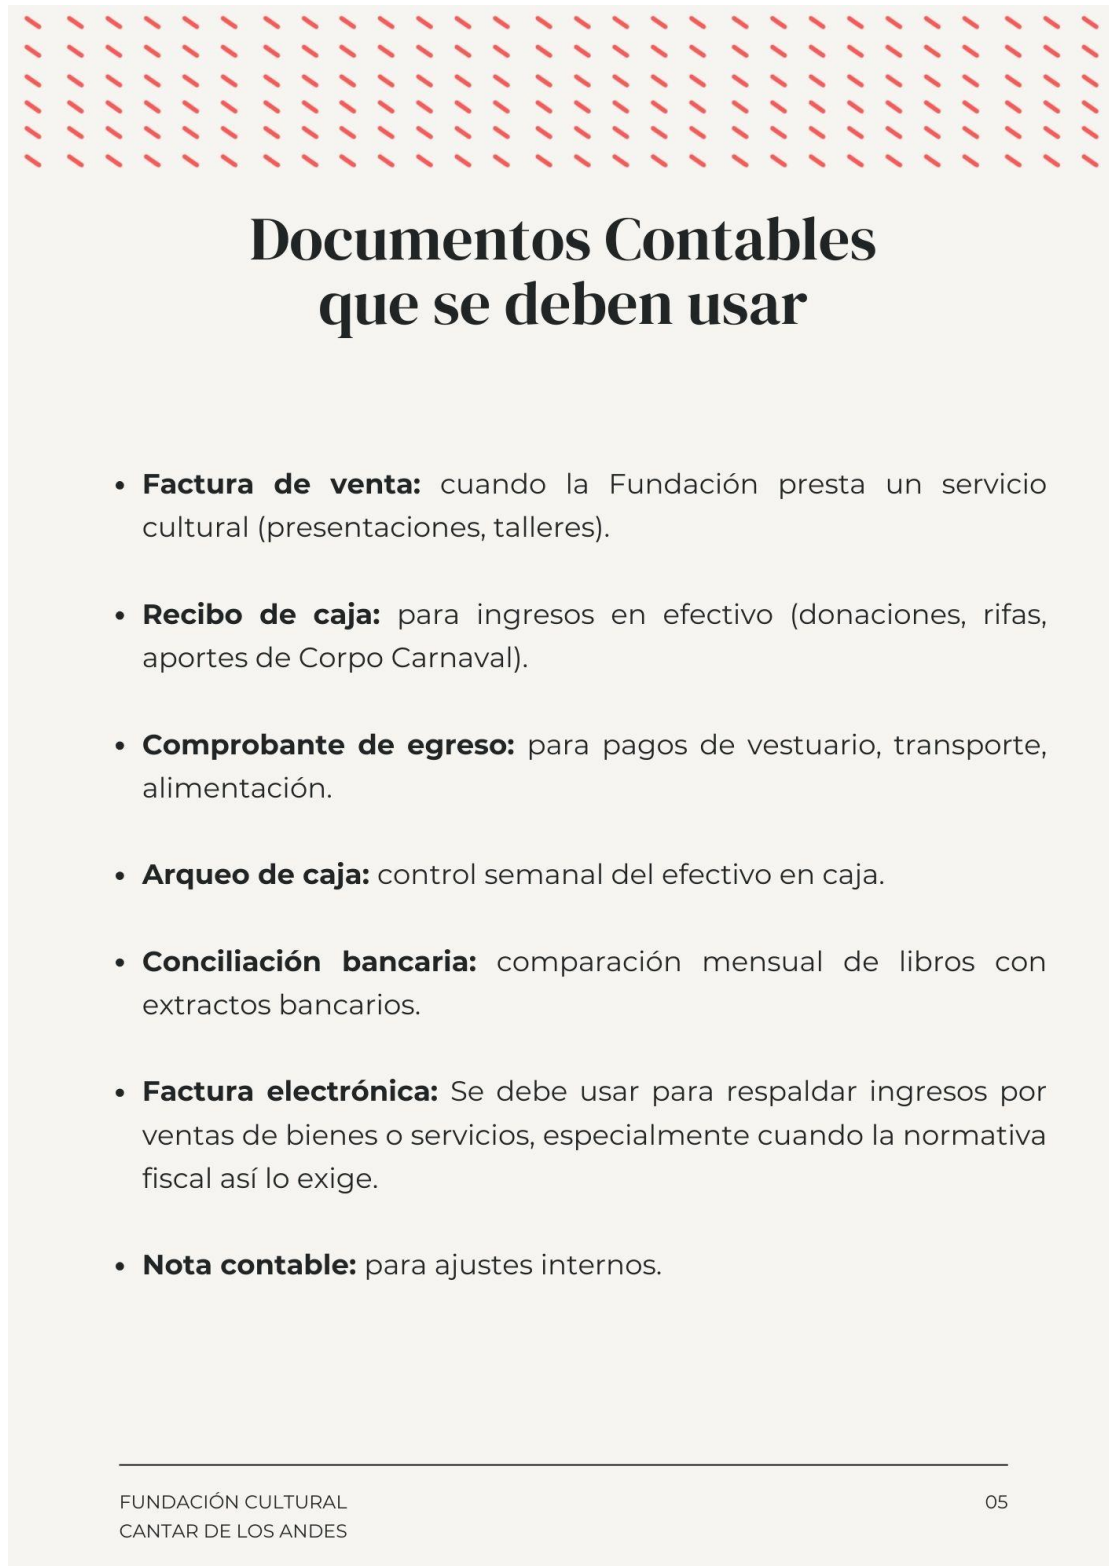 Documentos Contables
que se deben usar
• Factura de venta: cuando la Fundación presta un servicio
cultural (presentaciones, talleres).
• Recibo de caja: para ingresos en efectivo (donaciones, rifas,
aportes de Corpo Carnaval).
• Comprobante de egreso: para pagos de vestuario, transporte,
alimentación.
• Arqueo de caja: control semanal del efectivo en caja.
• Conciliación bancaria: comparación mensual de libros con
extractos bancarios.
• Factura electrónica: Se debe usar para respaldar ingresos por
ventas de bienes o servicios, especialmente cuando la normativa
fiscal así lo exige.
• Nota contable: para ajustes internos.
FUNDACIÓN CULTURAL
CANTAR DE LOS ANDES
05